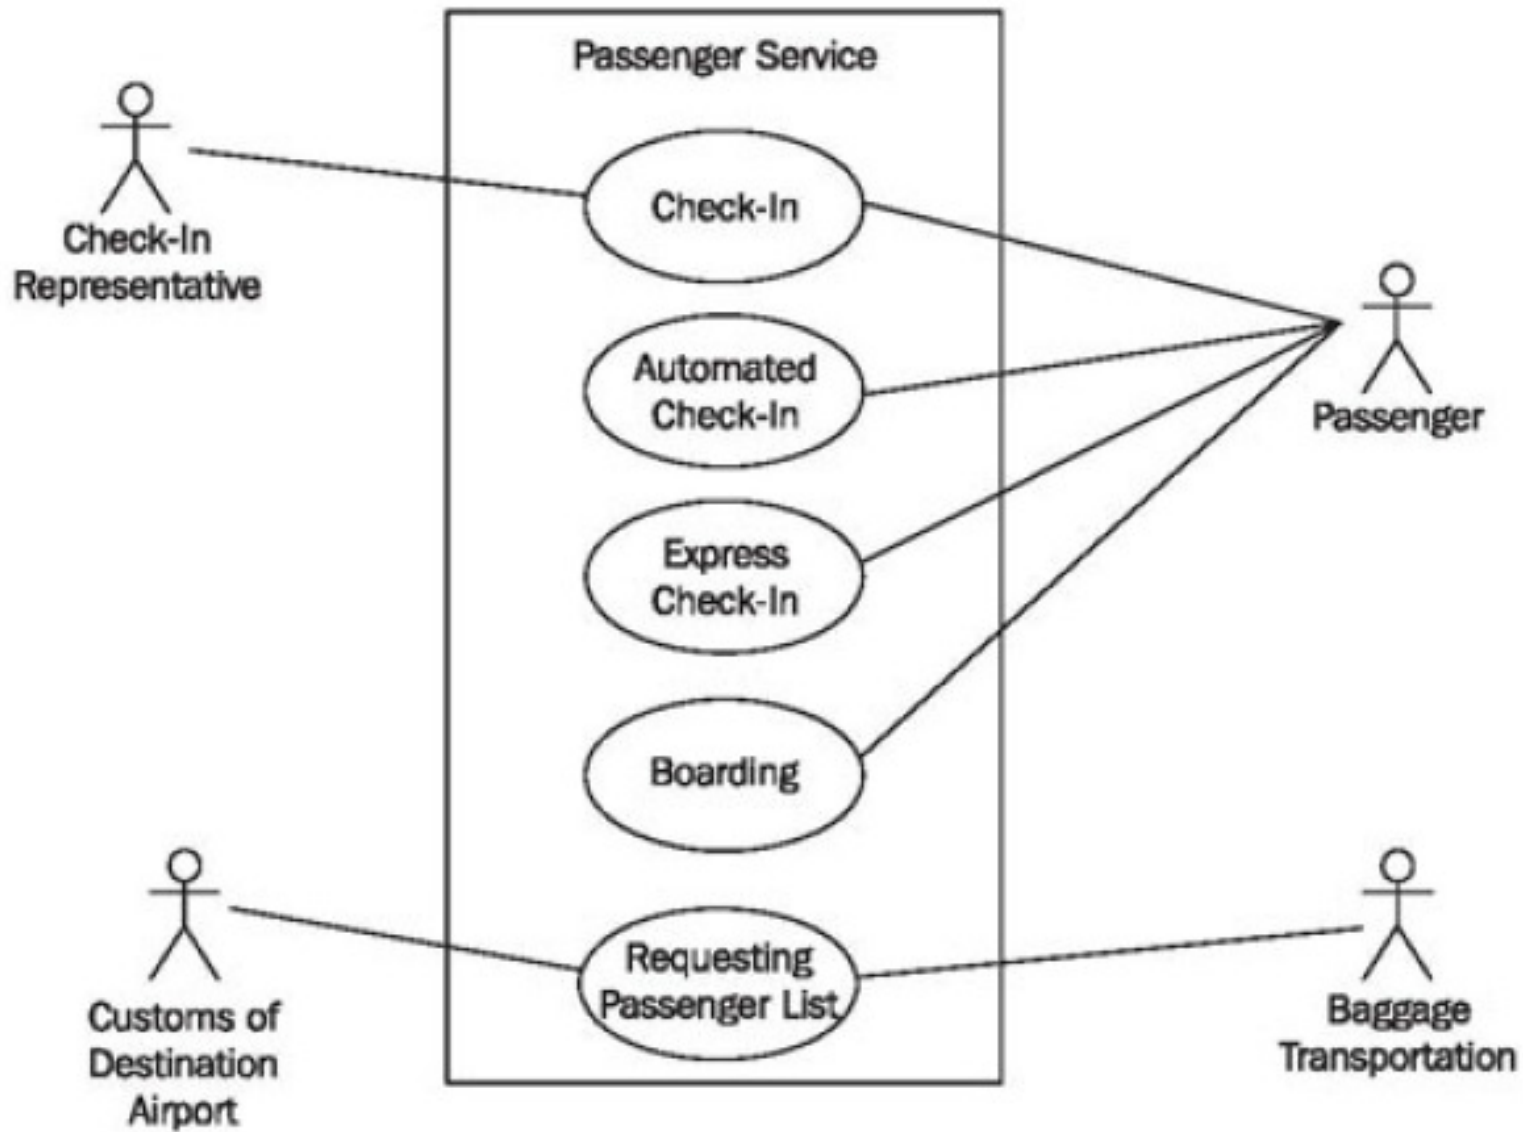 Passenger Service
Check-In
Representative
Check-In
Automated
Check-In
Passenger
Express
Check-In
Boarding
Customs of
Destination
Airport
Requesting
Passenger List
Baggage
Transportation